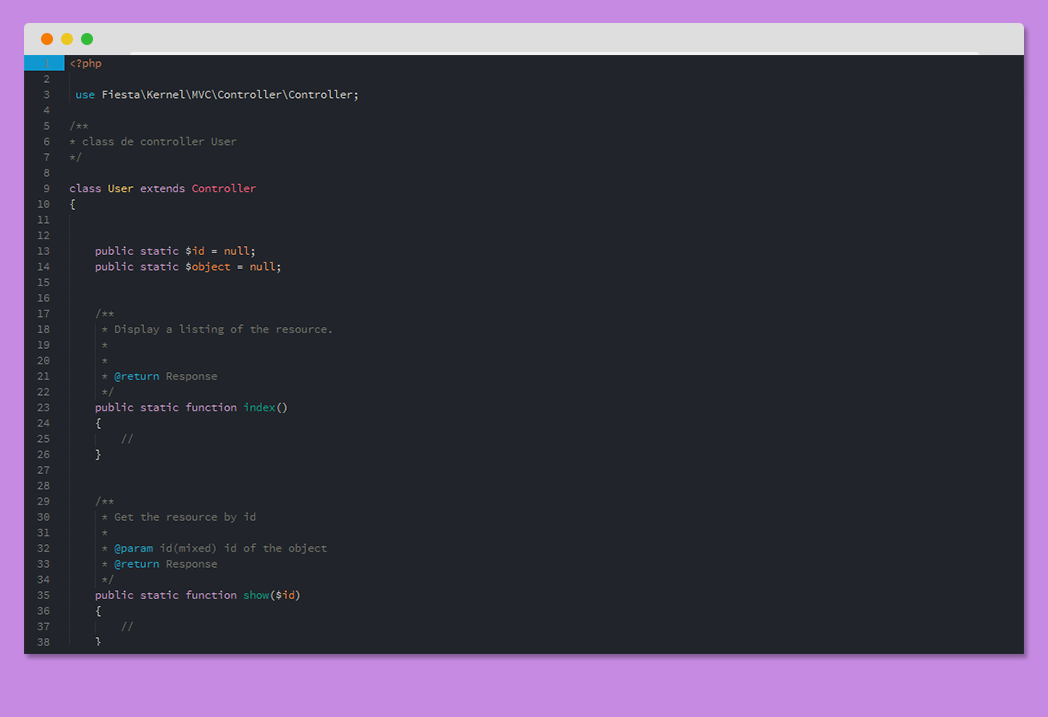 1 <?php
2
3 use Fiesta\Kernel\MVC\Controller\Controller;
4
5 /**
6 * class de controller User
7 */
8
9 class User extends Controller
10 {
11
12
13 public static $id = null;
14 public static $object = null;
15
16
17 /**
18 * Display a listing of the resource.
19 *
20 *
21 * @return Response
22 */
23 public static function index()
24 {
25 //
26 }
27
28
29 /**
30 * Get the resource by id
31 *
32 * @param id(mixed) id of the object
33 * @return Response
34 */
35 public static function show($id)
36 {
37 //
38 }